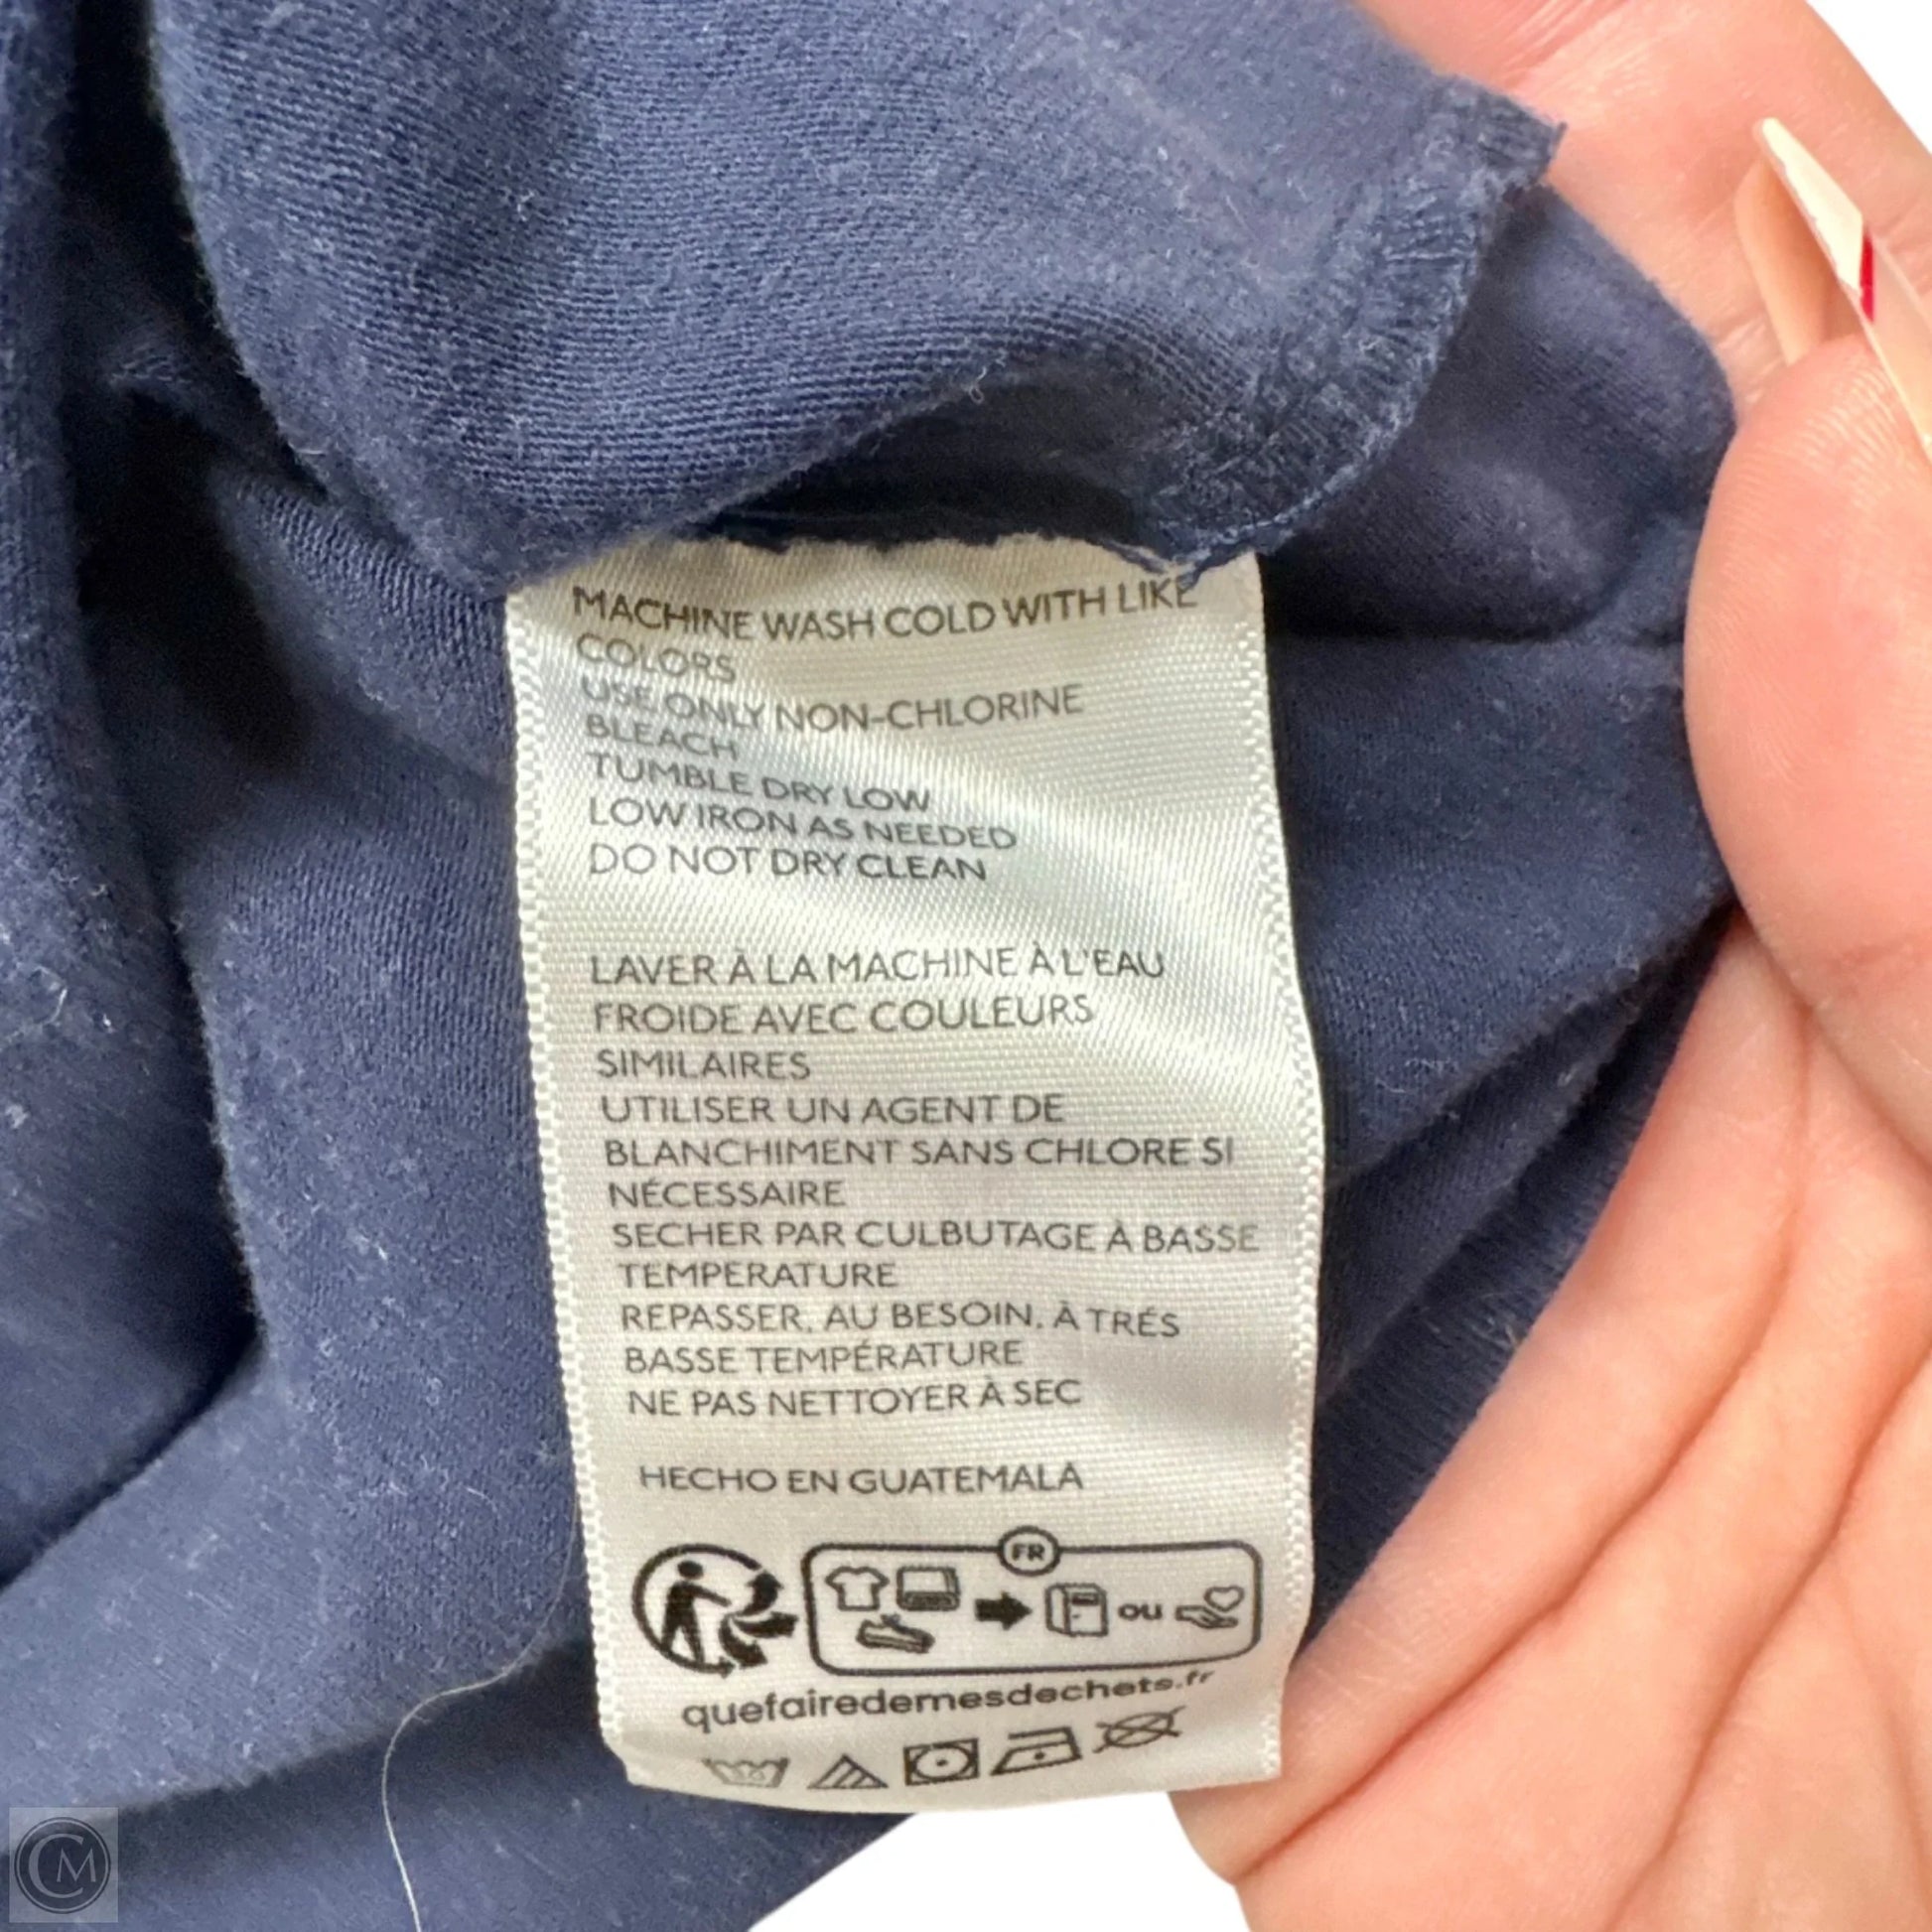 MACHINE WASH COLD WITH LIKE
COLORS
USE ONLY NON-CHLORINE
BLEACH
TUMBLE DRY LOW
LOW IRON AS NEEDED
DO NOT DRY CLEAN
LAVER À LA MACHINE À L'EAU
FROIDE AVEC COULEURS
SIMILAIRES
UTILISER UN AGENT DE
BLANCHIMENT SANS CHLORE SI
NÉCESSAIRE
SECHER PAR CULBUTAGE À BASSE
TEMPERATURE
REPASSER, AU BESOIN, À TRÉS
BASSE TEMPÉRATURE
NE PAS NETTOYER À SEC
HECHO EN GUATEMALA
FR
ou
quefairedemesdechets.fr
CM